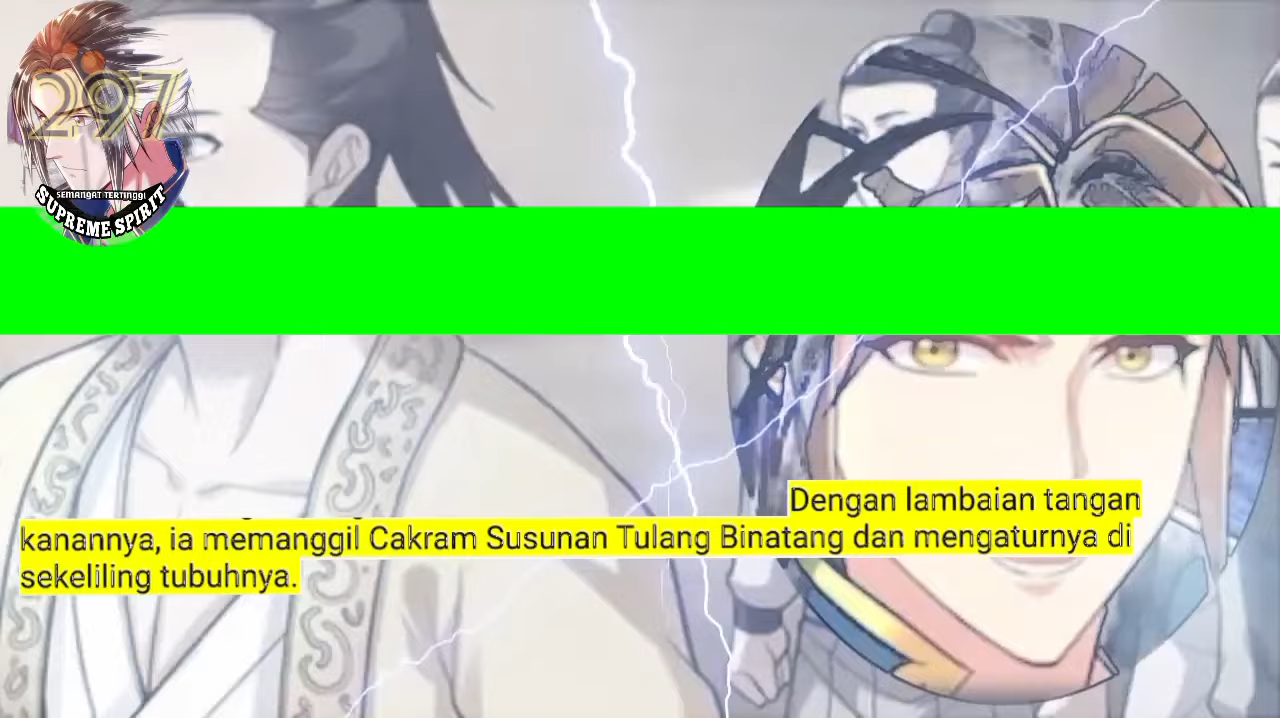 297
SEMANGAT TERTINGGI
SUPREME SPIRIT
Dengan lambaian tangan
kanannya, ia memanggil Cakram Susunan Tulang Binatang dan mengaturnya di
sekeliling tubuhnya.